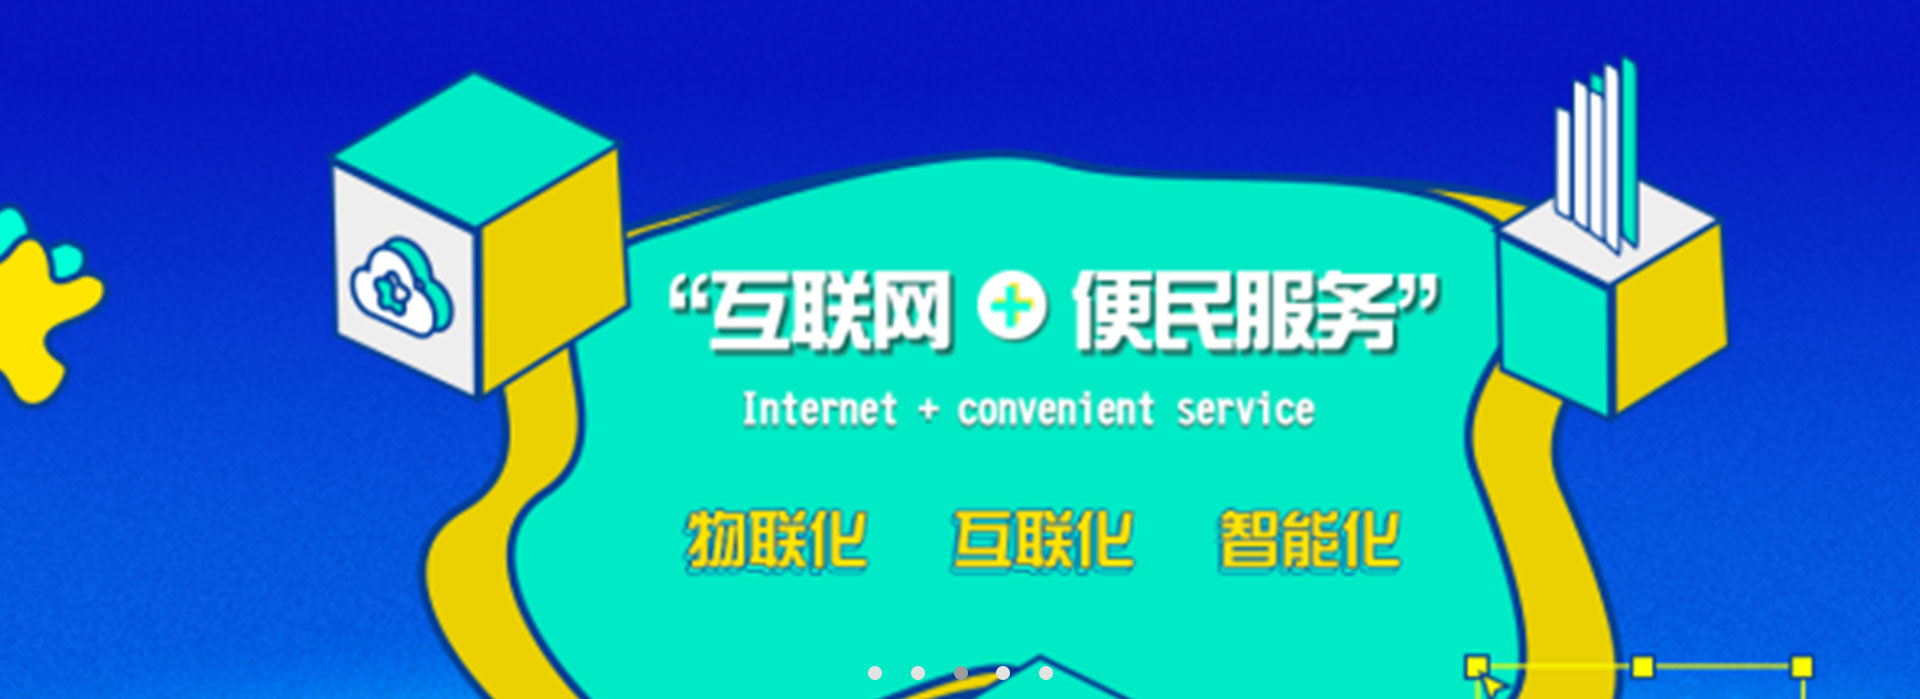 “互联网+便民服务”
Internet + convenient service
物联化 互联化 智能化